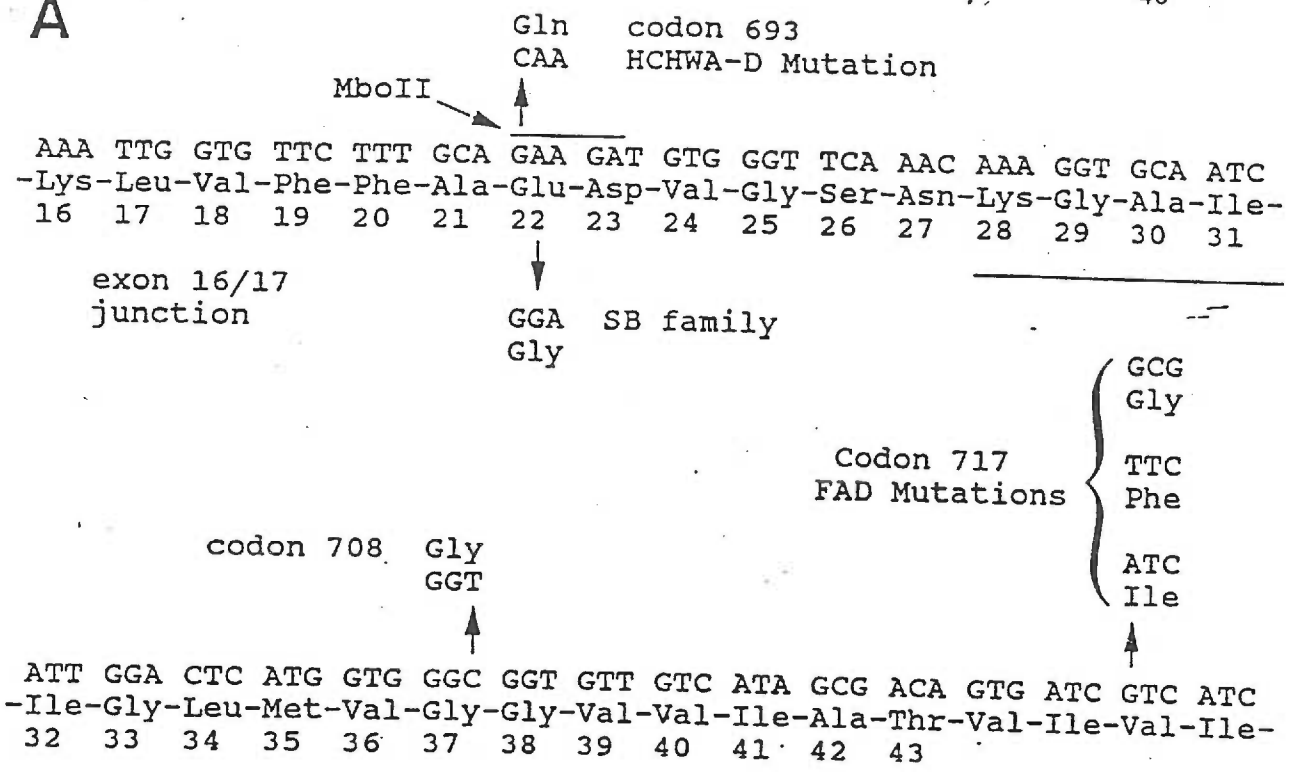 A
Gln codon 693
CAA HCHWA-D Mutation
MboII
AAA TTG GTG TTC TTT GCA GAA GAT GTG GGT TCA AAC AAA GGT GCA ATC
-Lys-Leu-Val-Phe-Phe-Ala-Glu-Asp-Val-Gly-Ser-Asn-Lys-Gly-Ala-Ile-
16 17 18 19 20 21 22 23 24 25 26 27 28 29 30 31
exon 16/17
junction
GGA SB family
Gly
GCG
Gly
Codon 717
FAD Mutations
TTC
Phe
ATC
Ile
codon 708 Gly
GGT
ATT GGA CTC ATG GTG GGC GGT GTT GTC ATA GCG ACA GTG ATC GTC ATC
-Ile-Gly-Leu-Met-Val-Gly-Gly-Val-Val-Ile-Ala-Thr-Val-Ile-Val-Ile-
32 33 34 35 36 37 38 39 40 41 42 43